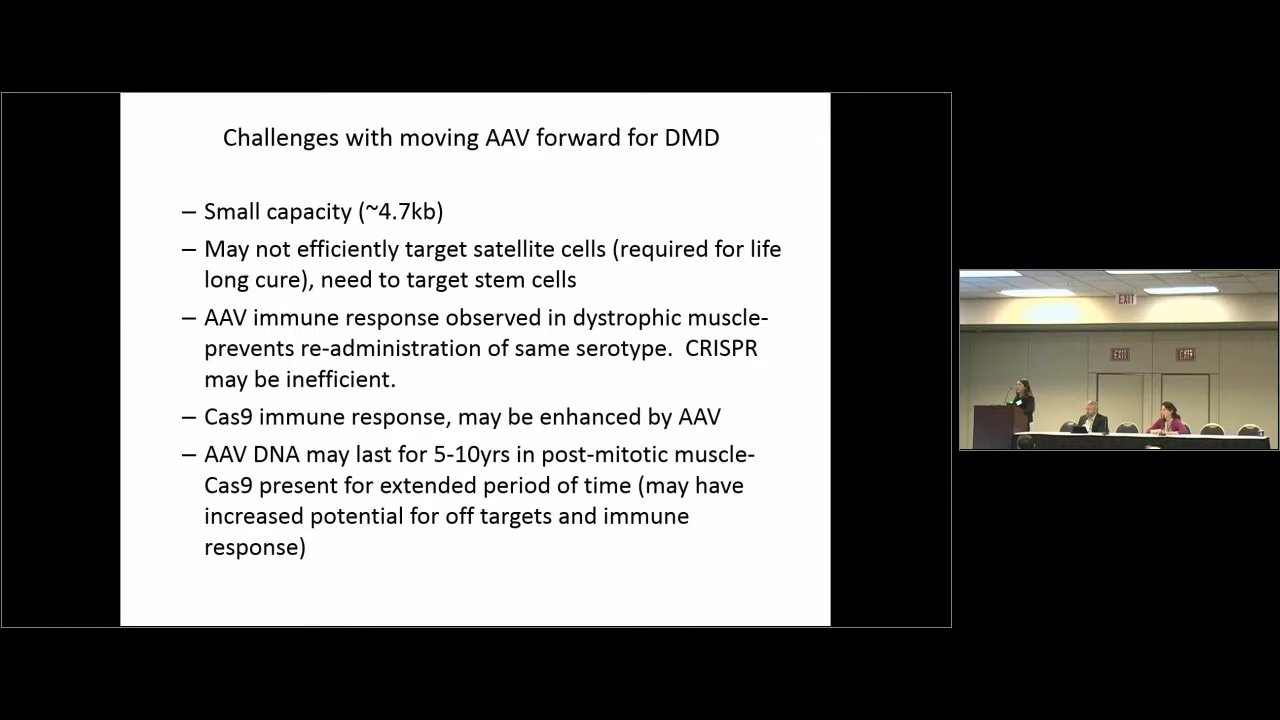 Challenges with moving AAV forward for DMD
– Small capacity (~4.7kb)
– May not efficiently target satellite cells (required for life
long cure), need to target stem cells
– AAV immune response observed in dystrophic muscle-
prevents re-administration of same serotype.  CRISPR
may be inefficient.
– Cas9 immune response, may be enhanced by AAV
– AAV DNA may last for 5-10yrs in post-mitotic muscle-
Cas9 present for extended period of time (may have
increased potential for off targets and immune
response)
EXIT
EXIT
EXIT